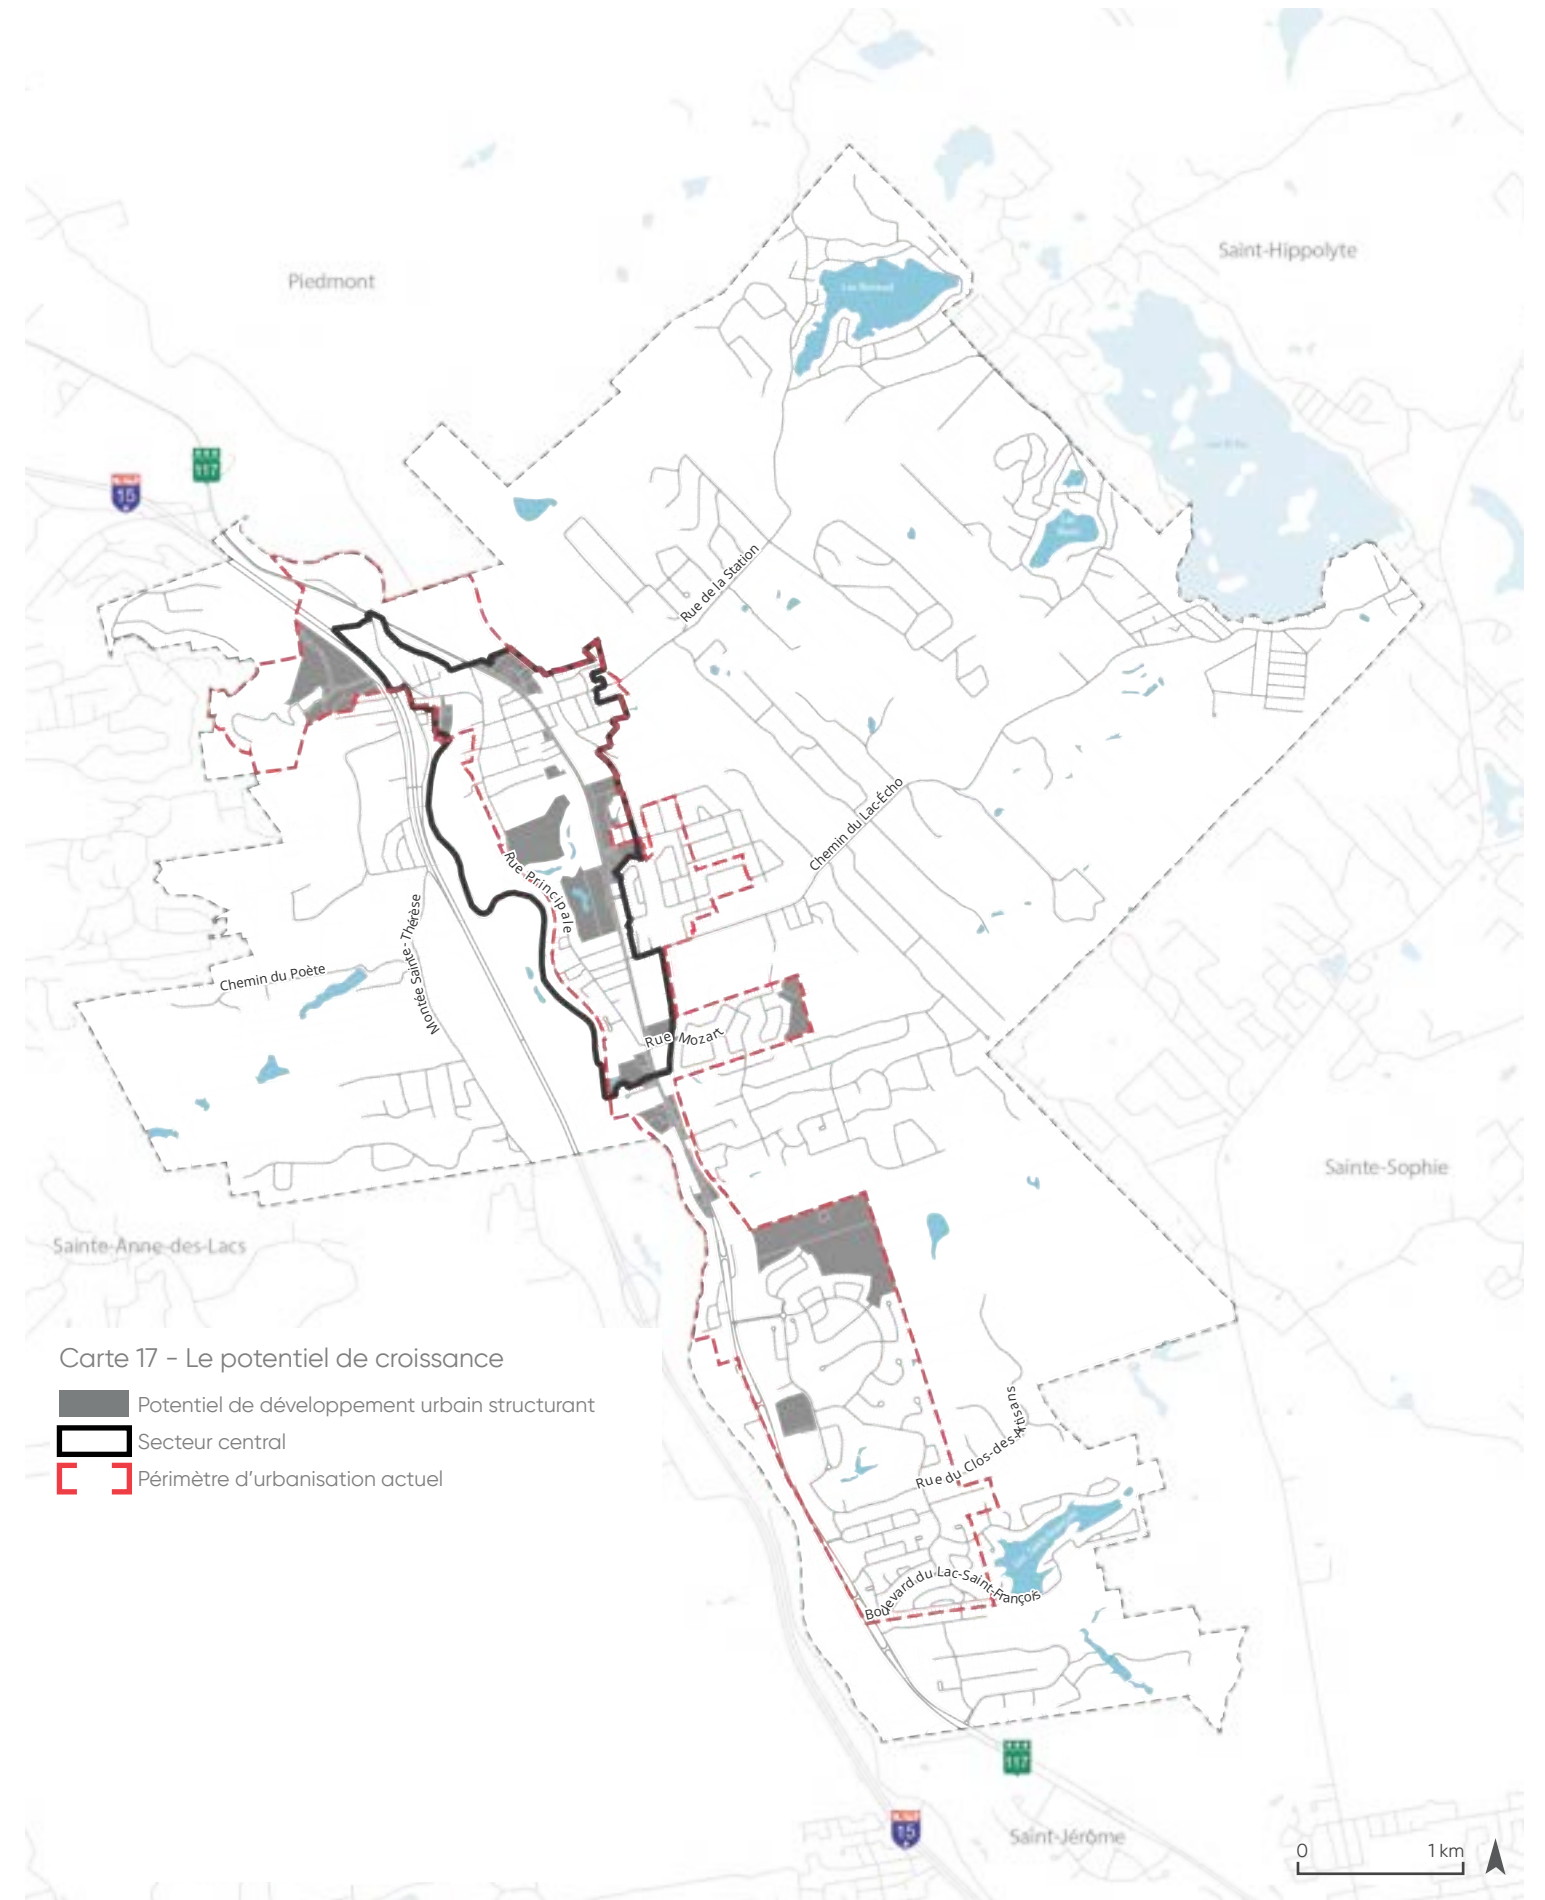 Saint-Hippolyte
Piedmont
Lac Renaud
117
15
Rue de la Station
Chemin du Lac-Écho
Rue Principale
Montée Sainte-Thérèse
Chemin du Poète
Rue Mozart
Sainte-Sophie
Sainte-Anne-des-Lacs
Carte 17 - Le potentiel de croissance
Potentiel de développement urbain structurant
Secteur central
Périmètre d'urbanisation actuel
Rue du Clos-des-Artisans
Boulevard du Lac-Saint-François
117
15
Saint-Jérôme
0 1 km